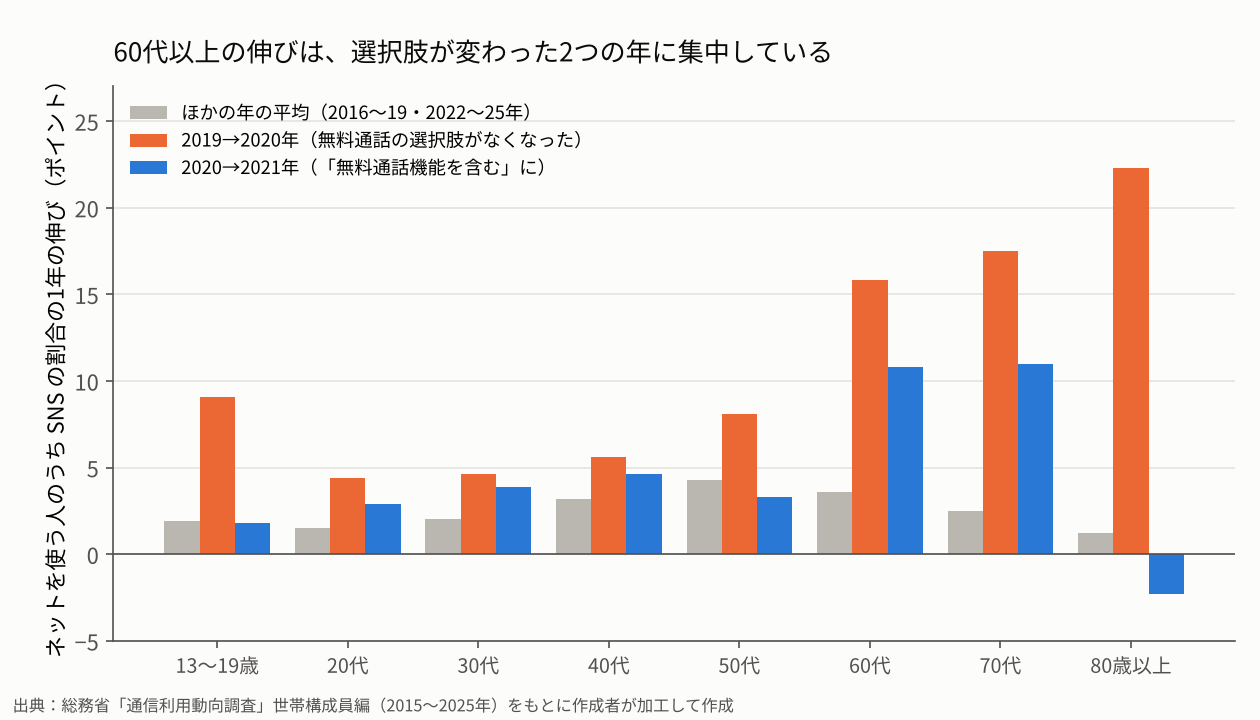 60代以上の伸びは、選択肢が変わった2つの年に集中している
ネットを使う人のうち SNS の割合の1年の伸び（ポイント）
ほかの年の平均（2016～19・2022～25年）
2019→2020年（無料通話の選択肢がなくなった）
2020→2021年（「無料通話機能を含む」に）
25
20
15
10
5
0
−5
13～19歳 20代 30代 40代 50代 60代 70代 80歳以上
出典：総務省「通信利用動向調査」世帯構成員編（2015～2025年）をもとに作成者が加工して作成